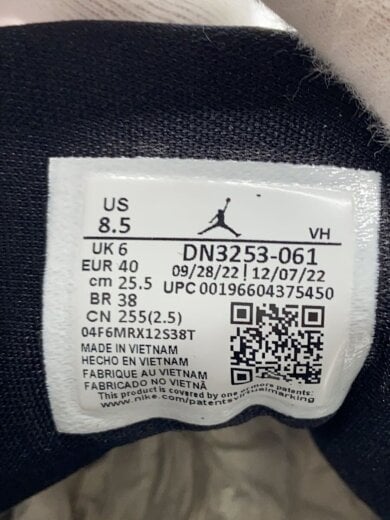 US
8.5
VH
UK 6
EUR 40
cm 25.5
BR 38
CN 255(2.5)
DN3253-061
09/28/22 | 12/07/22
UPC 00196604375450
04F6MRX12S38T
MADE IN VIETNAM
HECHO EN VIETNAM
FABRIQUE AU VIETNAM
FABRICADO NO VIETNÃ
This product is covered by one or more patents:
www.nike.com/patentsvirtualmarking